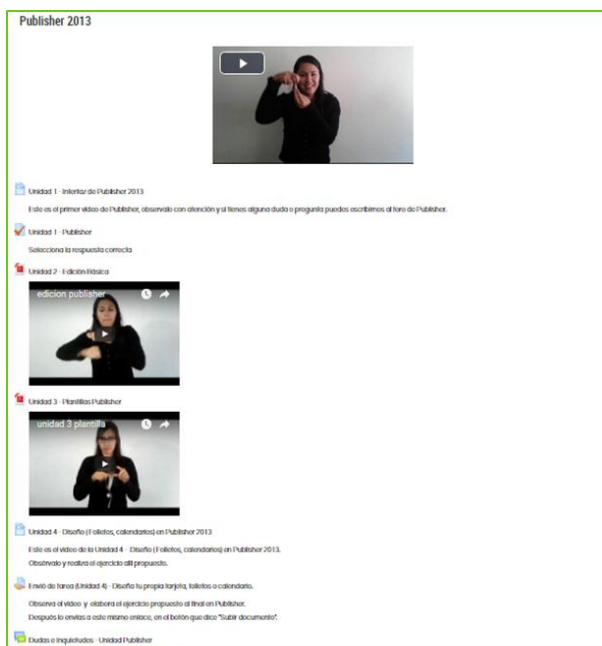 Publisher 2013
Unidad 1 - Interfaz de Publisher 2013
Este es el primer video de Publisher, observalo con atención y si tienes alguna duda o pregunta puedes escribirnos al foro de Publisher.
Unidad 1 - Publisher
Selecciona la respuesta correcta
Unidad 2 - Edición Básica
edicion publisher
Unidad 3 - Plantillas Publisher
unidad 3 plantilla
Unidad 4 - Diseño (Folletos, calendarios) en Publisher 2013
Este es el video de la Unidad 4 - Diseño (Folletos, calendarios) en Publisher 2013.
Obsérvalo y realiza el ejercicio allí propuesto.
Envió de tarea (Unidad 4) - Diseña tu propia tarjeta, folletos o calendario.
Observa el video y elabora el ejercicio propuesto al final en Publisher.
Después lo envias a este mismo enlace, en el botón que dice "Subir documento".
Dudas e Inquietudes - Unidad Publisher